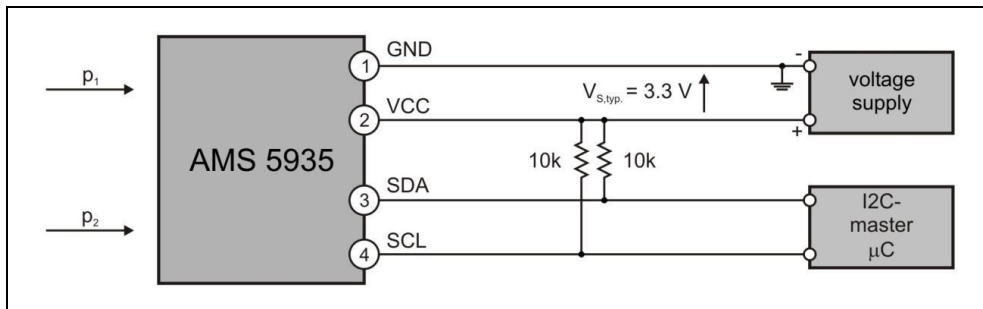 p1
p2
AMS 5935
1
GND
2
VCC
3
SDA
4
SCL
VS,typ. = 3.3 V
10k
10k
-
+
voltage
supply
I2C-
master
μC